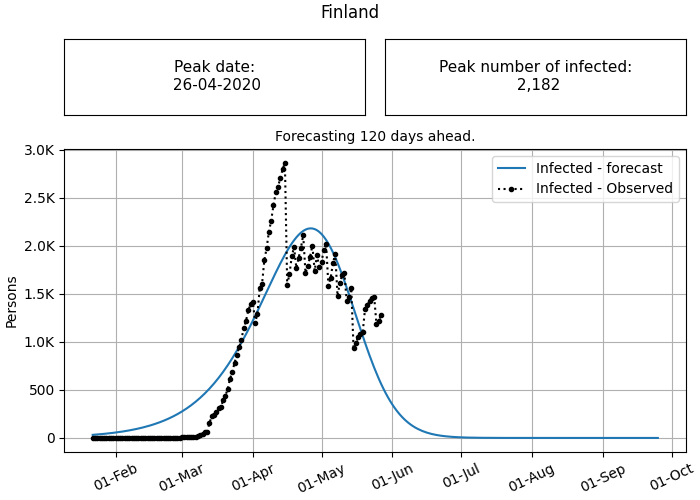 Finland
Peak date:
26-04-2020
Peak number of infected:
2,182
Forecasting 120 days ahead.
3.0K
2.5K
2.0K
1.5K
1.0K
500
0
Persons
Infected - forecast
Infected - Observed
01-Feb
01-Mar
01-Apr
01-May
01-Jun
01-Jul
01-Aug
01-Sep
01-Oct